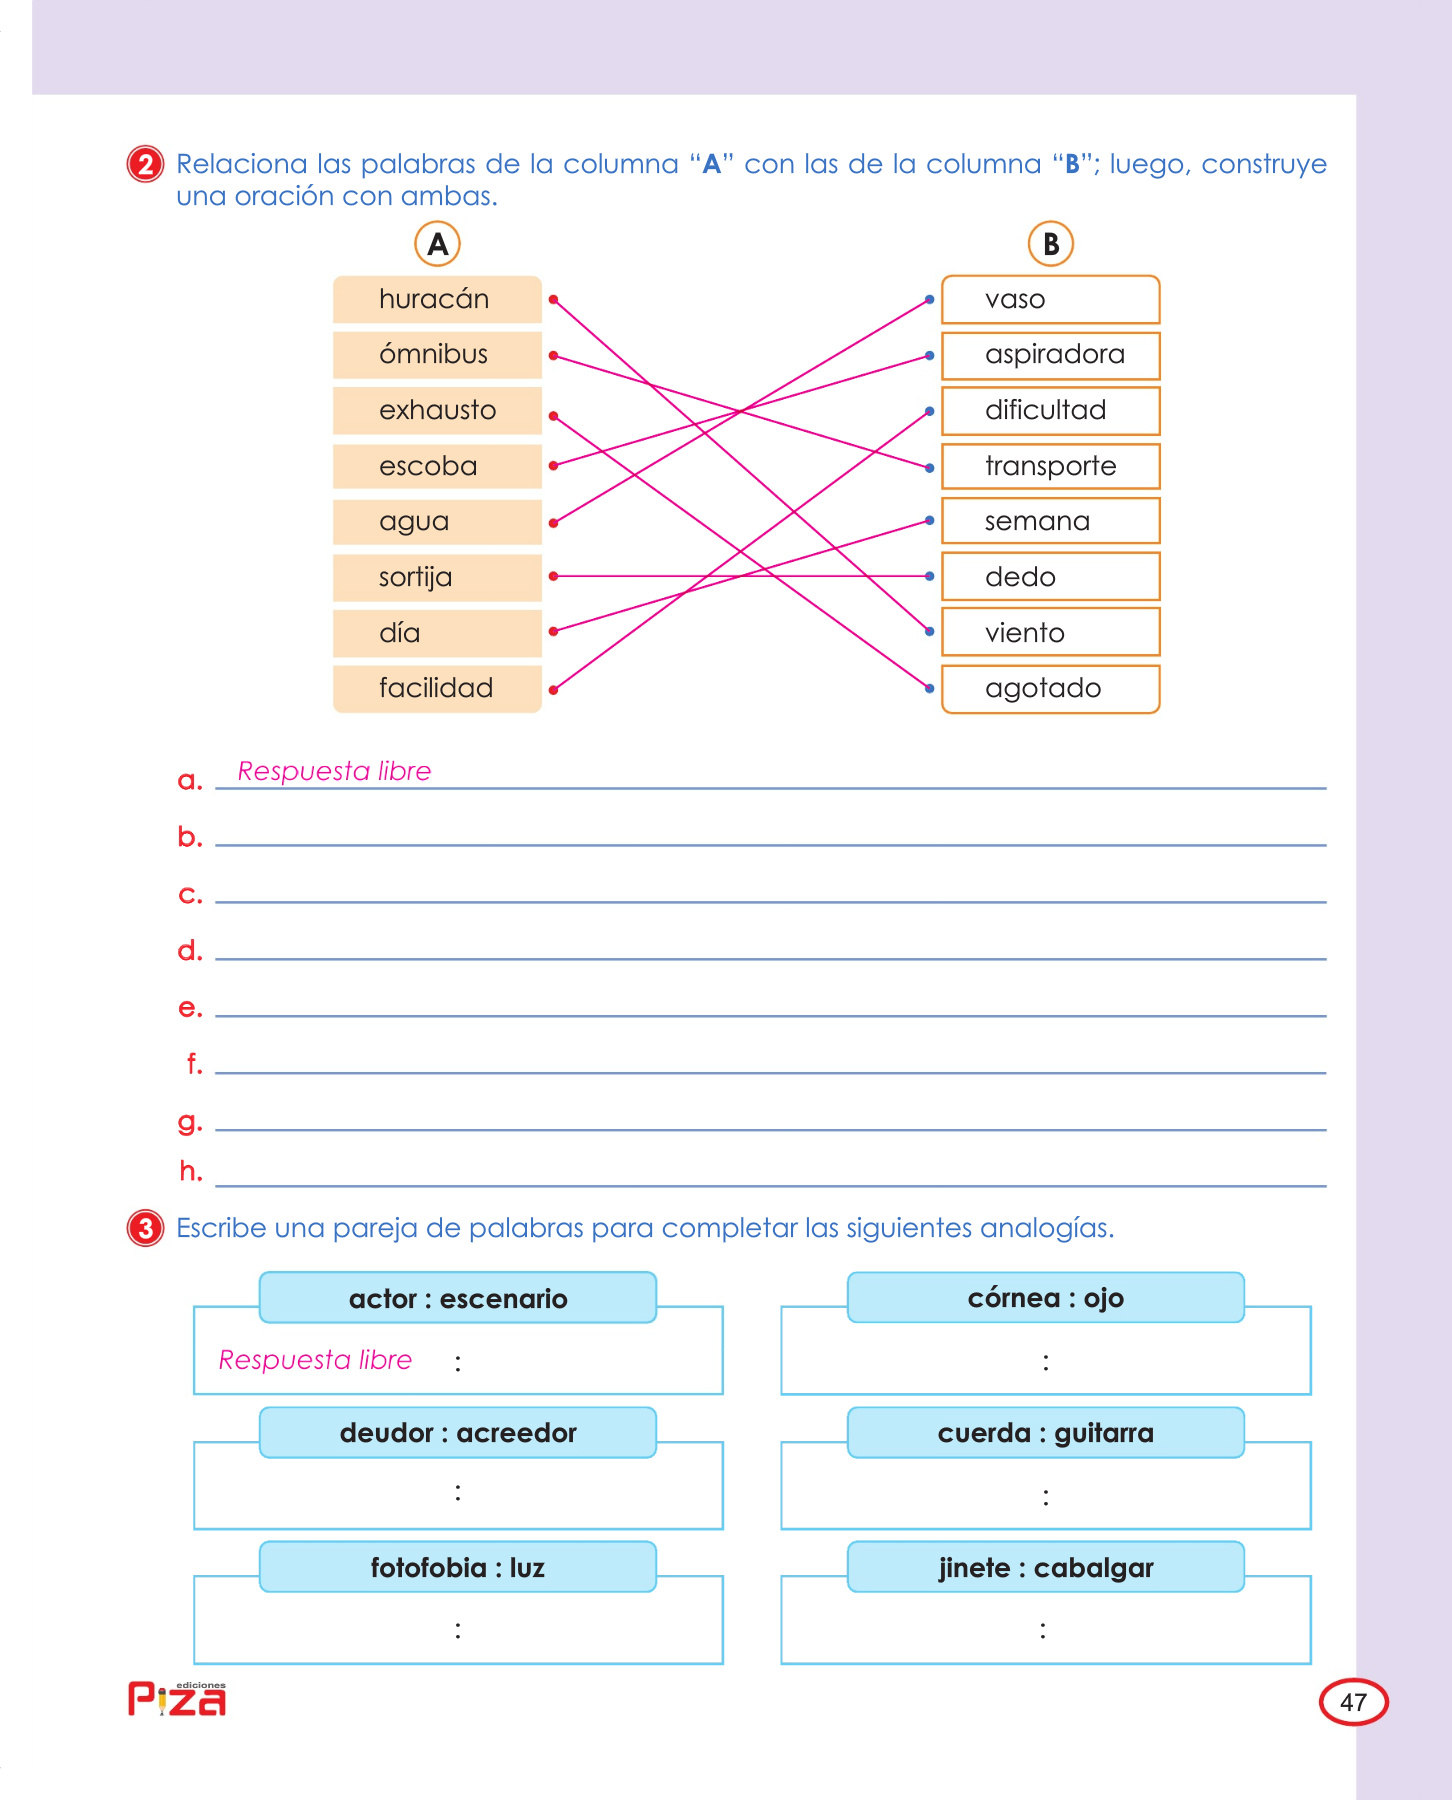 2 Relaciona las palabras de la columna “A” con las de la columna “B”; luego, construye
una oración con ambas.
A B
huracán vaso
ómnibus aspiradora
exhausto dificultad
escoba transporte
agua semana
sortija dedo
día viento
facilidad agotado
a. Respuesta libre
b.
c.
d.
e.
f.
g.
h.
3 Escribe una pareja de palabras para completar las siguientes analogías.
actor : escenario córnea : ojo
Respuesta libre : :
deudor : acreedor cuerda : guitarra
: :
fotofobia : luz jinete : cabalgar
: :
ediciones
Piza
47